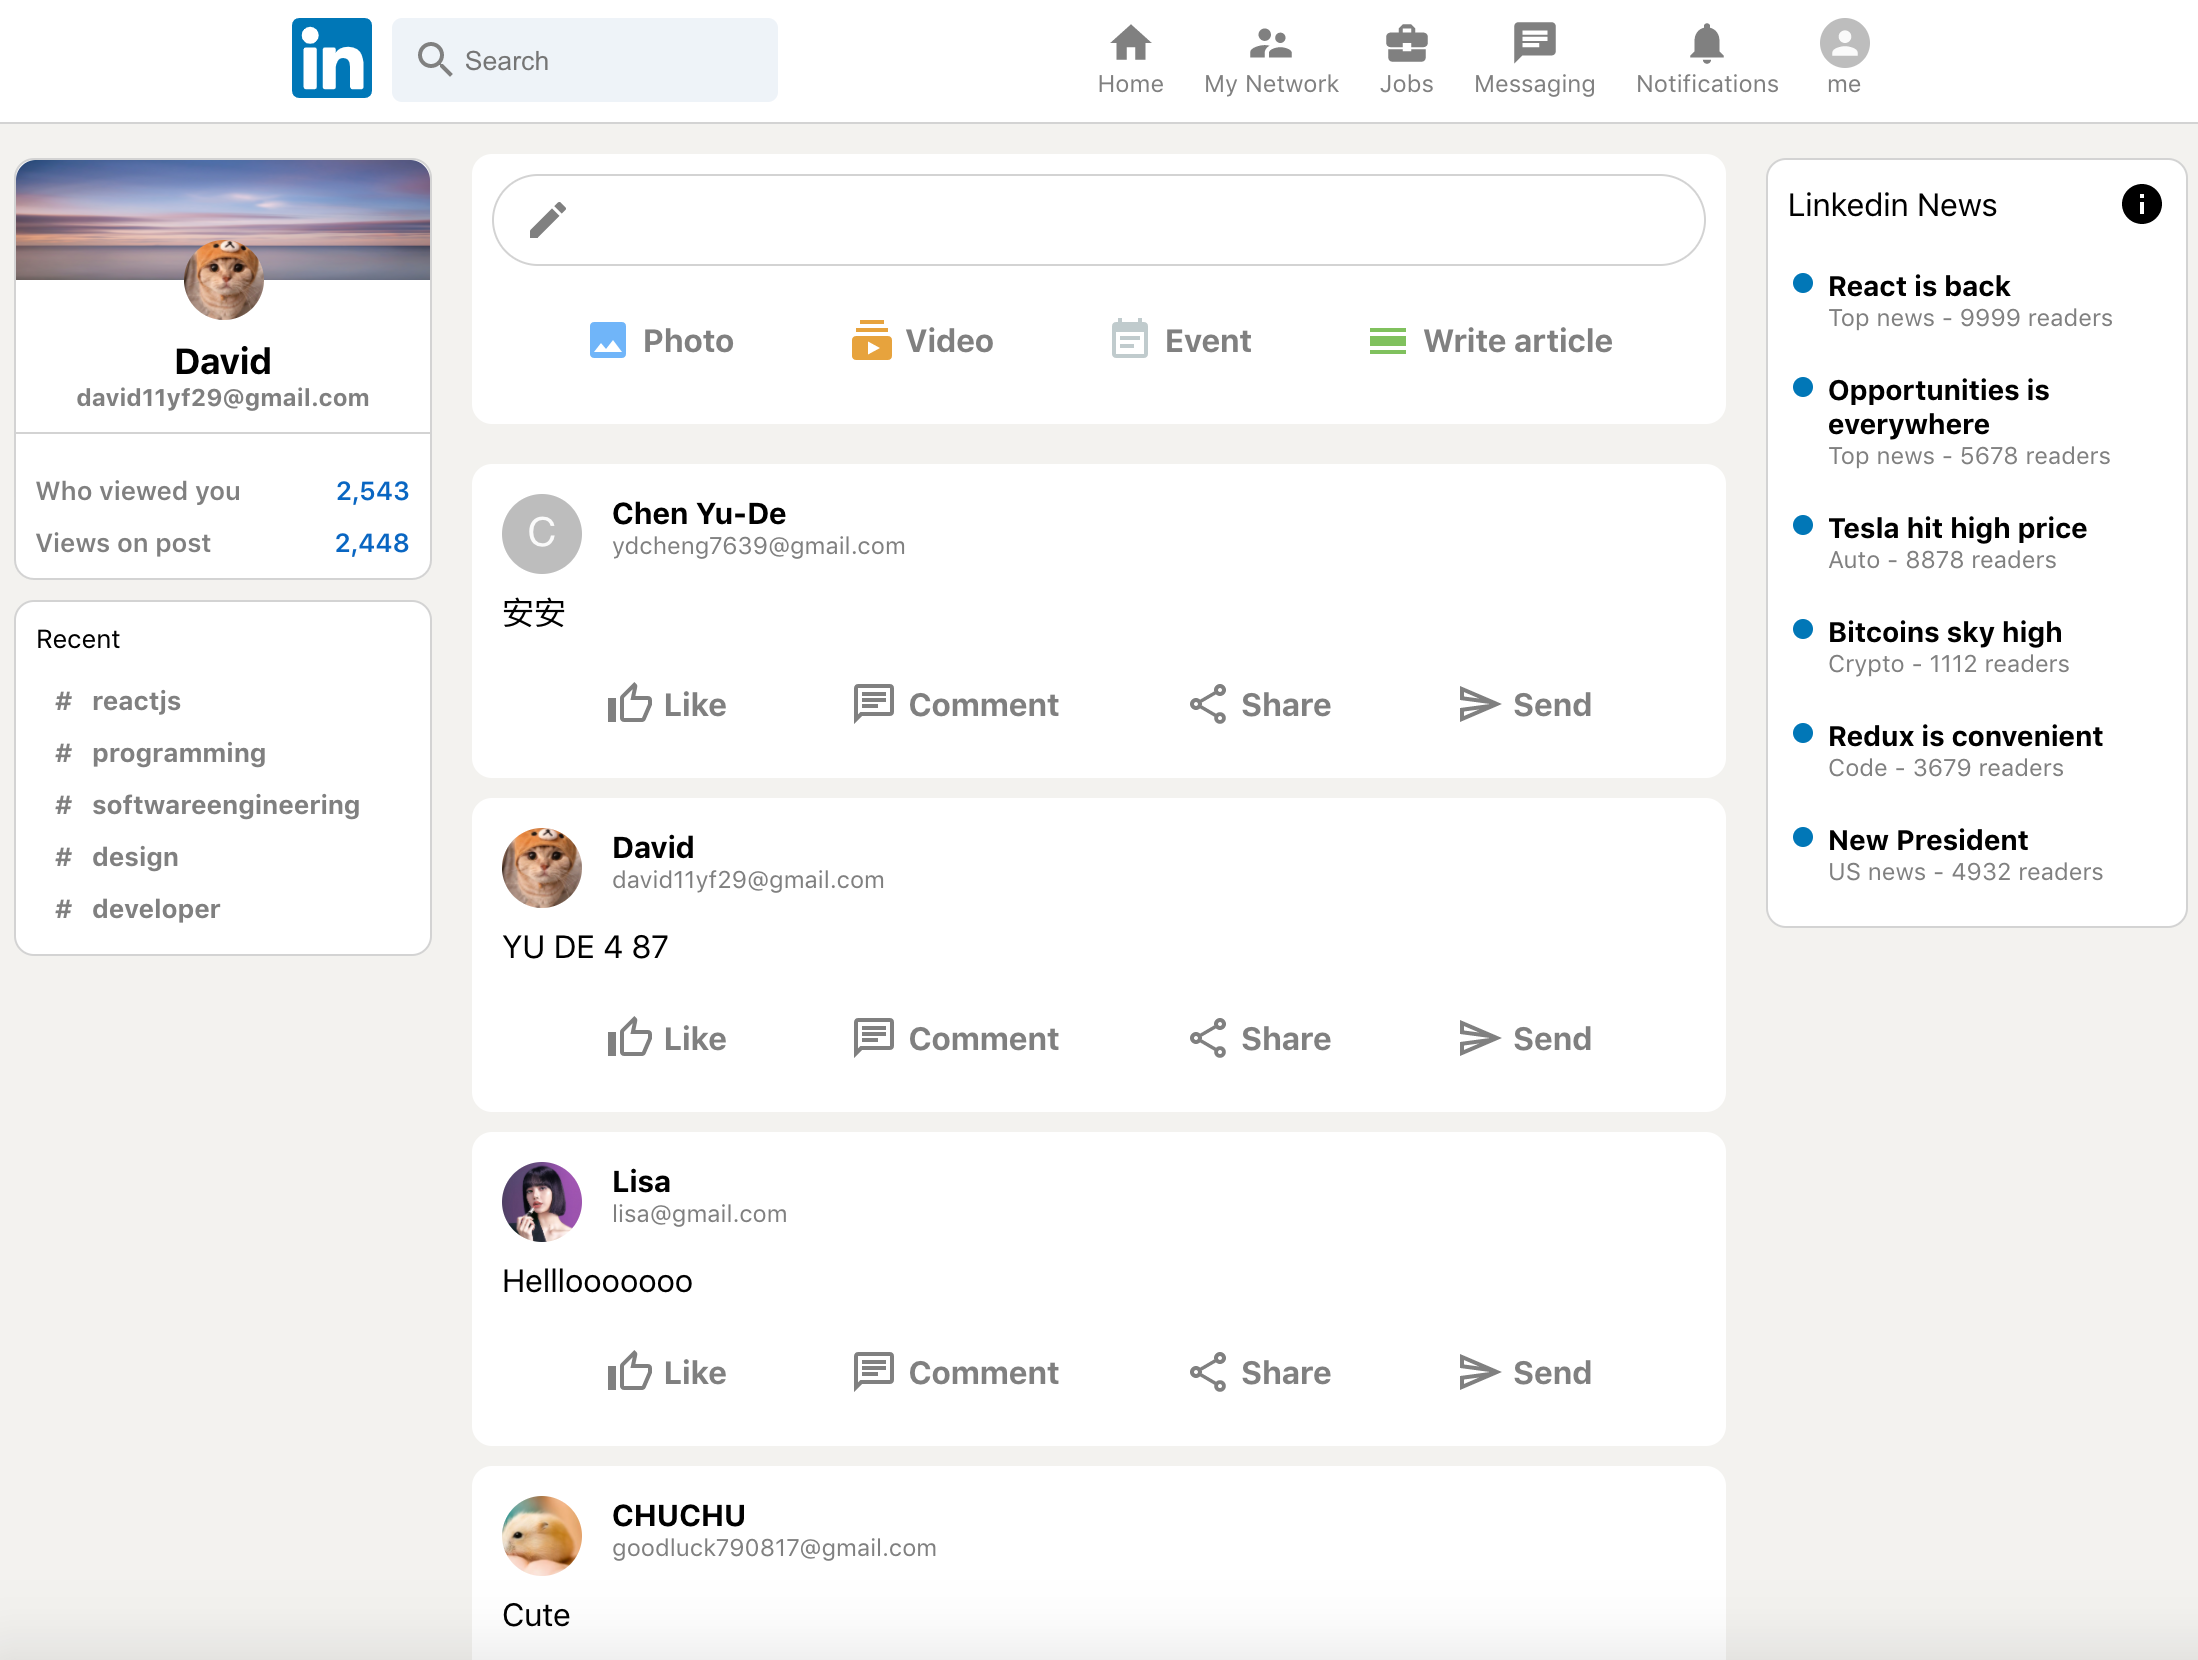 in
Search
Home
My Network
Jobs
Messaging
Notifications
me
David
david11yf29@gmail.com
Who viewed you 2,543
Views on post 2,448
Recent
# reactjs
# programming
# softwareengineering
# design
# developer
Photo
Video
Event
Write article
C
Chen Yu-De
ydcheng7639@gmail.com
安安
Like
Comment
Share
Send
David
david11yf29@gmail.com
YU DE 4 87
Like
Comment
Share
Send
Lisa
lisa@gmail.com
Helllooooooo
Like
Comment
Share
Send
CHUCHU
goodluck790817@gmail.com
Cute
Linkedin News
React is back
Top news - 9999 readers
Opportunities is
everywhere
Top news - 5678 readers
Tesla hit high price
Auto - 8878 readers
Bitcoins sky high
Crypto - 1112 readers
Redux is convenient
Code - 3679 readers
New President
US news - 4932 readers